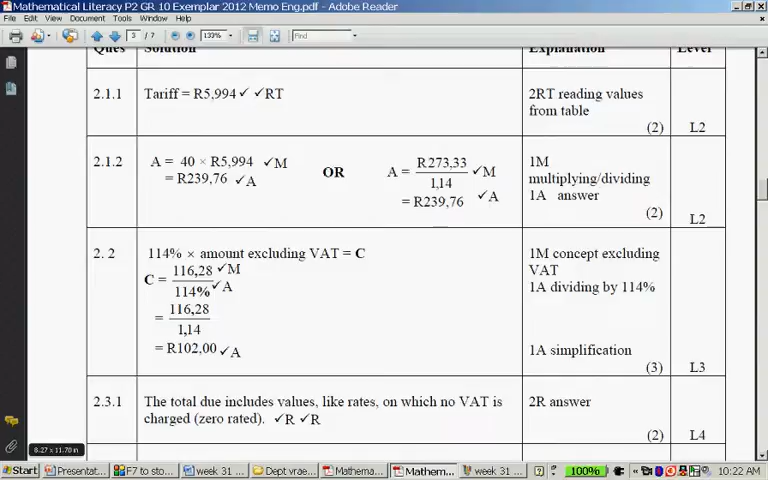 Mathematical Literacy P2 GR 10 Exemplar 2012 Memo Eng.pdf - Adobe Reader
File Edit View Document Tools Window Help
3 / 7 133% Find
Ques Solution Explanation Level
2.1.1 Tariff = R5,994 ✓ ✓RT 2RT reading values
from table
(2) L2
2.1.2 A = 40 × R5,994 ✓M
= R239,76 ✓A
OR
A = R273,33 ✓M
1,14
= R239,76 ✓A
1M
multiplying/dividing
1A answer
(2)
L2
2. 2 114% × amount excluding VAT = C
C = 116,28 ✓M
114% ✓A
= 116,28
1,14
= R102,00 ✓A
1M concept excluding
VAT
1A dividing by 114%
1A simplification
(3) L3
2.3.1 The total due includes values, like rates, on which no VAT is
charged (zero rated). ✓R ✓R
2R answer
(2) L4
8.27 x 11.70 in
Start Presentat... F7 to sto... week 31 ... Dept vrae... Mathema... Mathem... week 31 ... 100% 10:22 AM